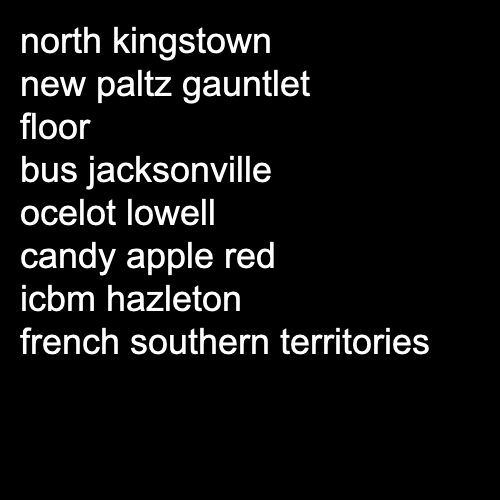 north kingstown
new paltz gauntlet
floor
bus jacksonville
ocelot lowell
candy apple red
icbm hazleton
french southern territories